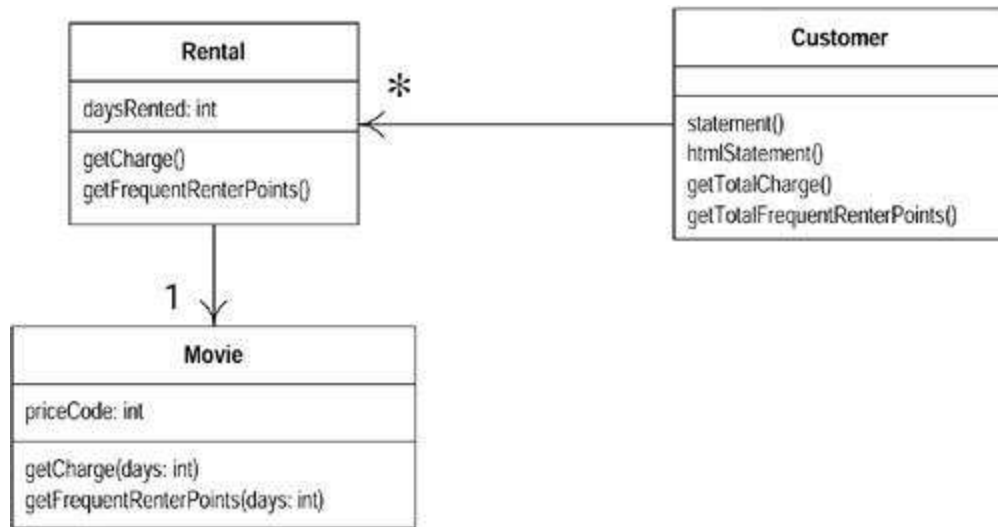 Rental
daysRented: int
getCharge()
getFrequentRenterPoints()
*
Customer
statement()
htmlStatement()
getTotalCharge()
getTotalFrequentRenterPoints()
1
Movie
priceCode: int
getCharge(days: int)
getFrequentRenterPoints(days: int)